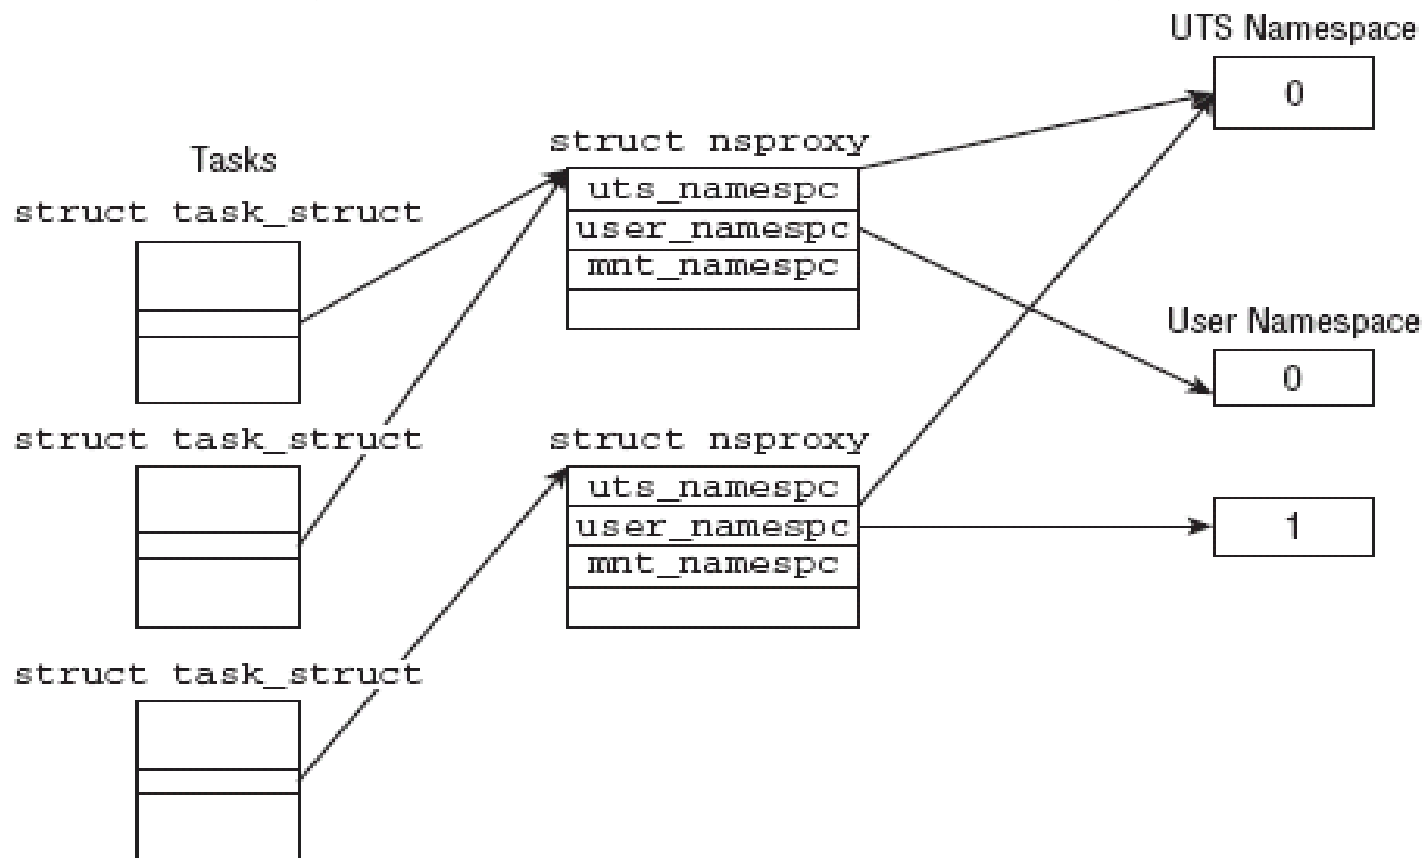 UTS Namespace
0
struct nsproxy
Tasks
uts_namespc
struct task_struct
user_namespc
mnt_namespc
User Namespace
0
struct task_struct
struct nsproxy
uts_namespc
user_namespc
1
mnt_namespc
struct task_struct